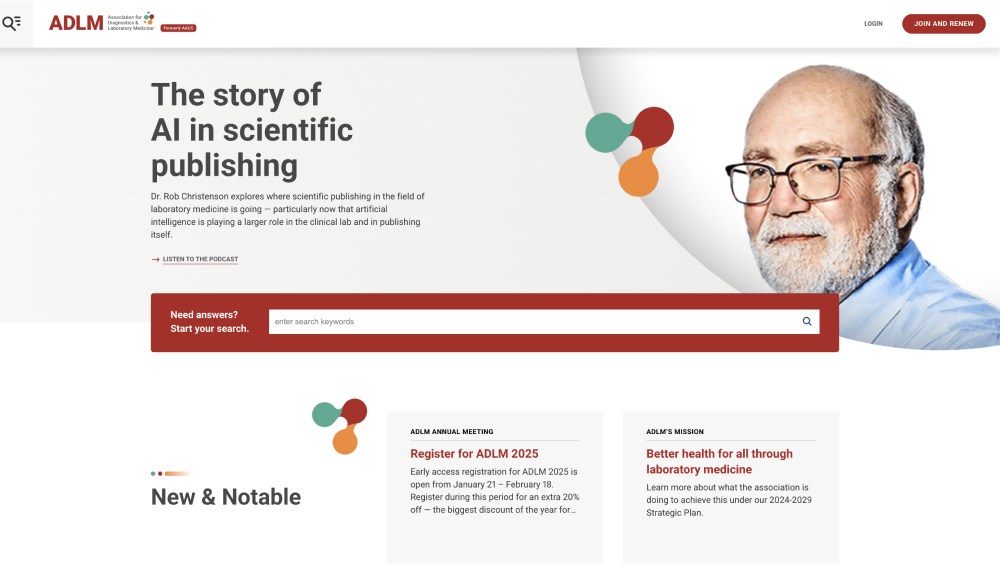 ADLM
Association for
Diagnostics &
Laboratory Medicine
Formerly AACC
LOGIN
JOIN AND RENEW
The story of
AI in scientific
publishing
Dr. Rob Christenson explores where scientific publishing in the field of
laboratory medicine is going — particularly now that artificial
intelligence is playing a larger role in the clinical lab and in publishing
itself.
→ LISTEN TO THE PODCAST
Need answers?
Start your search.
enter search keywords
New & Notable
ADLM ANNUAL MEETING
Register for ADLM 2025
Early access registration for ADLM 2025 is
open from January 21 – February 18.
Register during this period for an extra 20%
off — the biggest discount of the year for...
ADLM'S MISSION
Better health for all through
laboratory medicine
Learn more about what the association is
doing to achieve this under our 2024-2029
Strategic Plan.